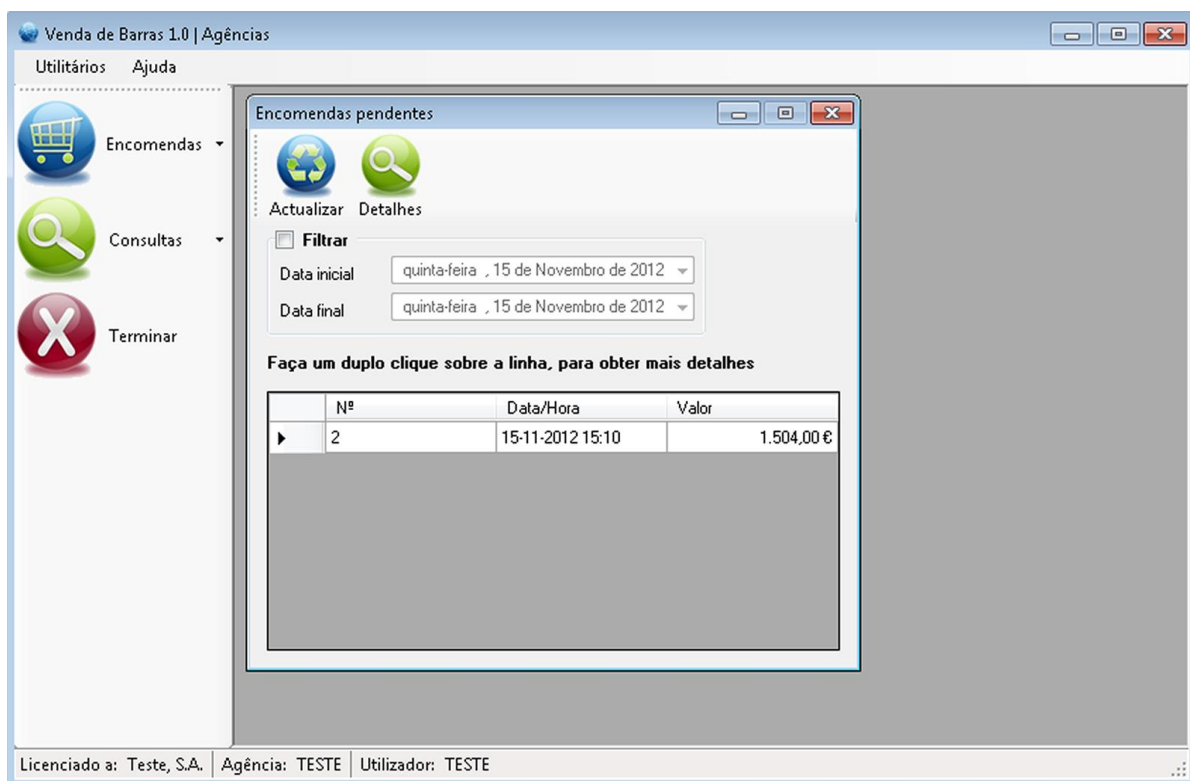 Venda de Barras 1.0 | Agências
Utilitários Ajuda
Encomendas
Consultas
Terminar
Encomendas pendentes
Actualizar Detalhes
Filtrar
Data inicial quinta-feira , 15 de Novembro de 2012
Data final quinta-feira , 15 de Novembro de 2012
Faça um duplo clique sobre a linha, para obter mais detalhes
Nº Data/Hora Valor
2 15-11-2012 15:10 1.504,00 €
Licenciado a: Teste, S.A. Agência: TESTE Utilizador: TESTE